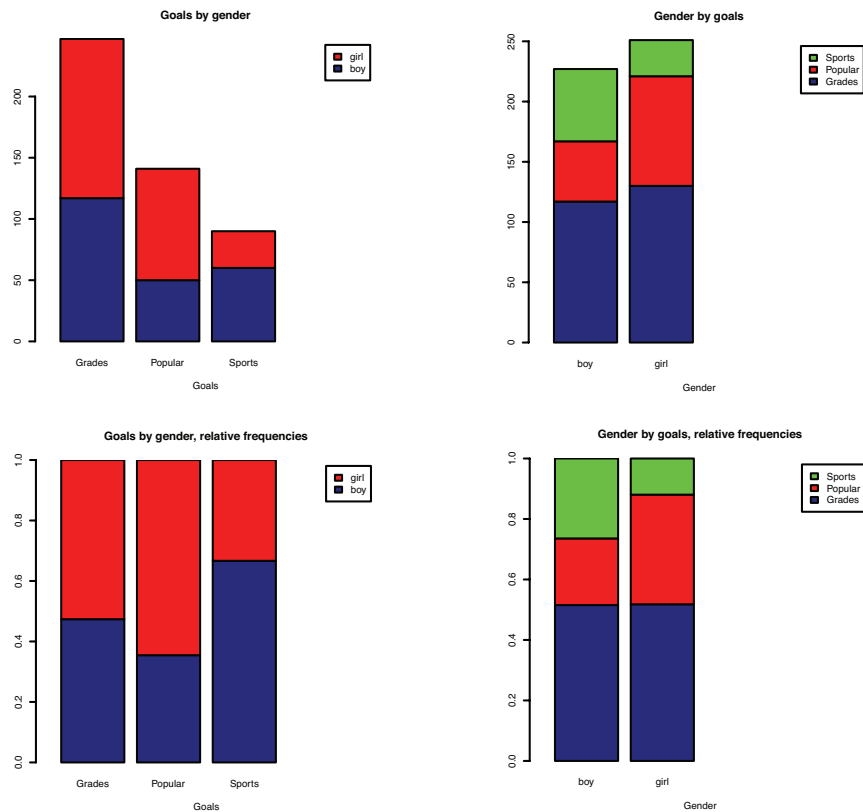 Goals by gender
girl
boy
200
150
100
50
0
Grades Popular Sports
Goals
Gender by goals
Sports
Popular
Grades
250
200
150
100
50
0
boy girl
Gender
Goals by gender, relative frequencies
girl
boy
1.0
0.8
0.6
0.4
0.2
0.0
Grades Popular Sports
Goals
Gender by goals, relative frequencies
Sports
Popular
Grades
1.0
0.8
0.6
0.4
0.2
0.0
boy girl
Gender